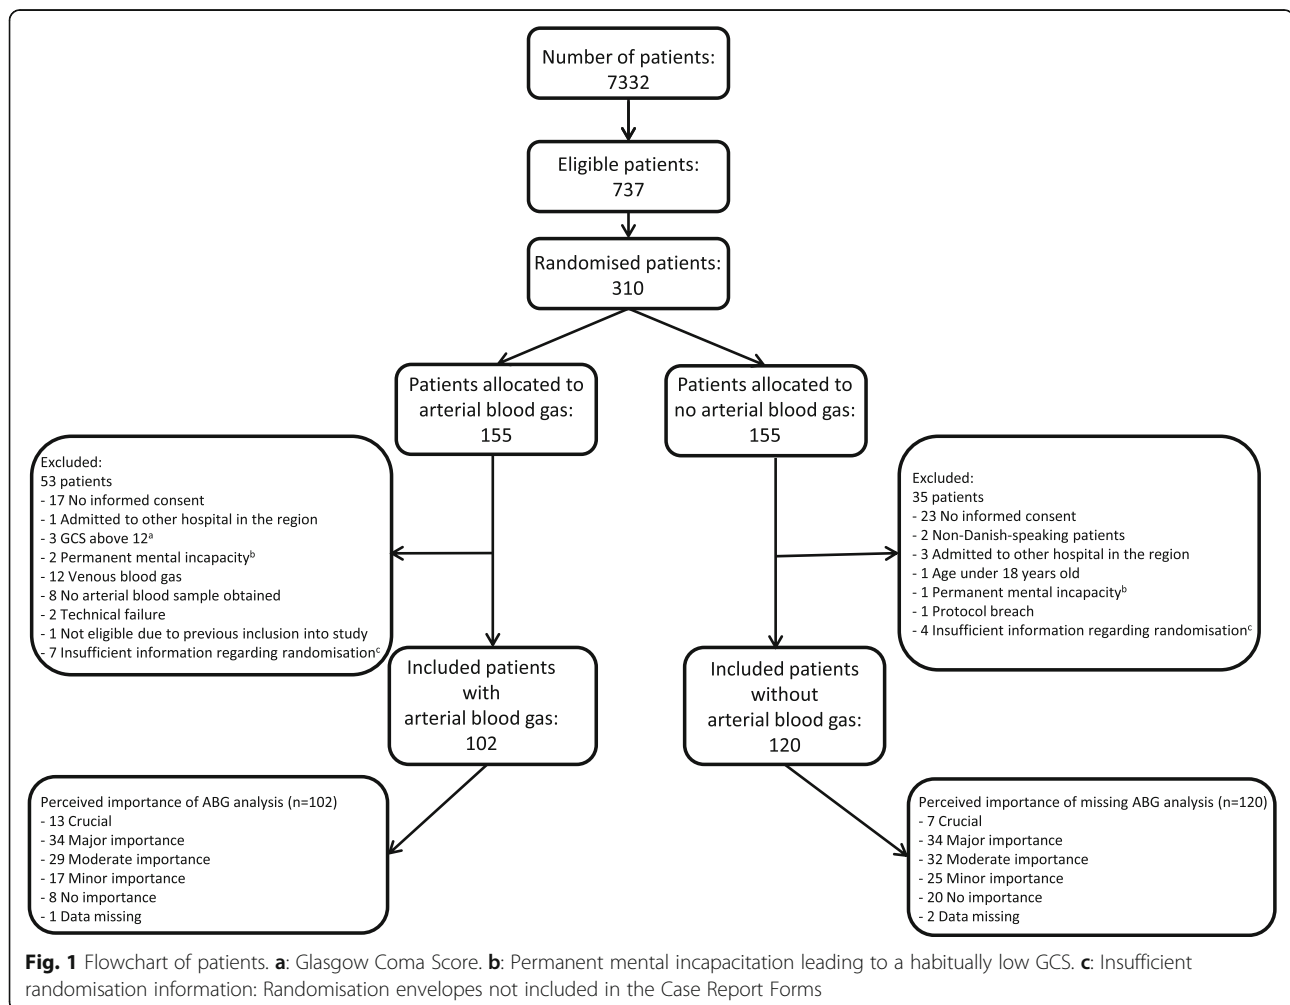 Number of patients:
7332
Eligible patients:
737
Randomised patients:
310
Patients allocated to
arterial blood gas:
155
Patients allocated to
no arterial blood gas:
155
Excluded:
53 patients
- 17 No informed consent
- 1 Admitted to other hospital in the region
- 3 GCS above 12ᵃ
- 2 Permanent mental incapacityᵇ
- 12 Venous blood gas
- 8 No arterial blood sample obtained
- 2 Technical failure
- 1 Not eligible due to previous inclusion into study
- 7 Insufficient information regarding randomisationᶜ
Excluded:
35 patients
- 23 No informed consent
- 2 Non-Danish-speaking patients
- 3 Admitted to other hospital in the region
- 1 Age under 18 years old
- 1 Permanent mental incapacityᵇ
- 1 Protocol breach
- 4 Insufficient information regarding randomisationᶜ
Included patients
with
arterial blood gas:
102
Included patients
without
arterial blood gas:
120
Perceived importance of ABG analysis (n=102)
- 13 Crucial
- 34 Major importance
- 29 Moderate importance
- 17 Minor importance
- 8 No importance
- 1 Data missing
Perceived importance of missing ABG analysis (n=120)
- 7 Crucial
- 34 Major importance
- 32 Moderate importance
- 25 Minor importance
- 20 No importance
- 2 Data missing
Fig. 1 Flowchart of patients. a: Glasgow Coma Score. b: Permanent mental incapacitation leading to a habitually low GCS. c: Insufficient
randomisation information: Randomisation envelopes not included in the Case Report Forms